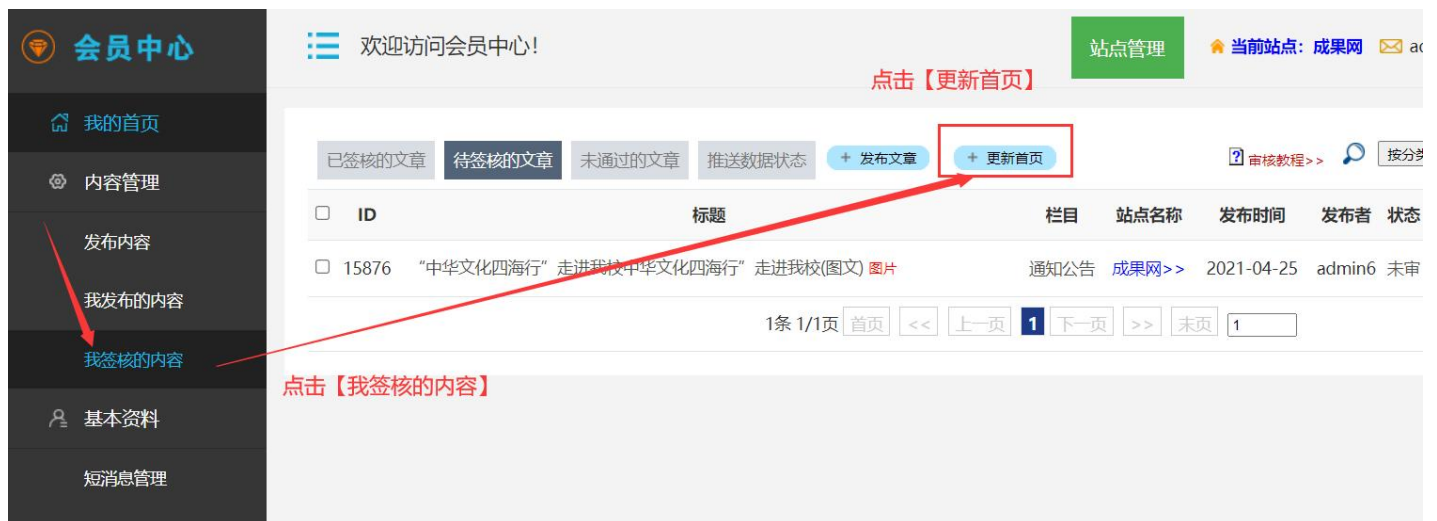 会员中心
欢迎访问会员中心!
站点管理
当前站点：成果网
点击【更新首页】
我的首页
内容管理
发布内容
我发布的内容
我签核的内容
基本资料
短消息管理
已签核的文章 待签核的文章 未通过的文章 推送数据状态 + 发布文章 + 更新首页 审核教程>> 按分类
ID 标题 栏目 站点名称 发布时间 发布者 状态
15876 “中华文化四海行”走进我校中华文化四海行”走进我校(图文) 图片 通知公告 成果网>> 2021-04-25 admin6 未审
1条 1/1页 首页 << 上一页 1 下一页 >> 末页 1
点击【我签核的内容】